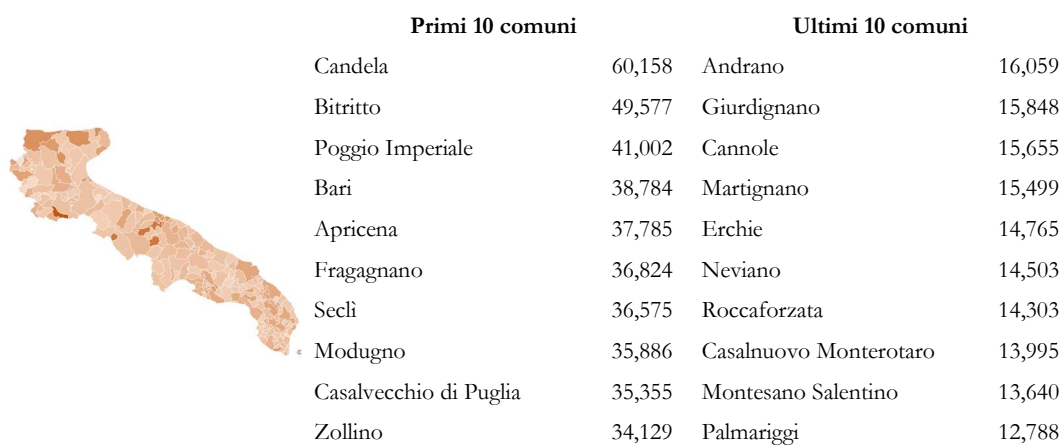 Primi 10 comuni Ultimi 10 comuni
Candela 60,158 Andrano 16,059
Bitritto 49,577 Giurdignano 15,848
Poggio Imperiale 41,002 Cannole 15,655
Bari 38,784 Martignano 15,499
Apricena 37,785 Erchie 14,765
Fragagnano 36,824 Neviano 14,503
Seclì 36,575 Roccaforzata 14,303
Modugno 35,886 Casalnuovo Monterotaro 13,995
Casalvecchio di Puglia 35,355 Montesano Salentino 13,640
Zollino 34,129 Palmariggi 12,788